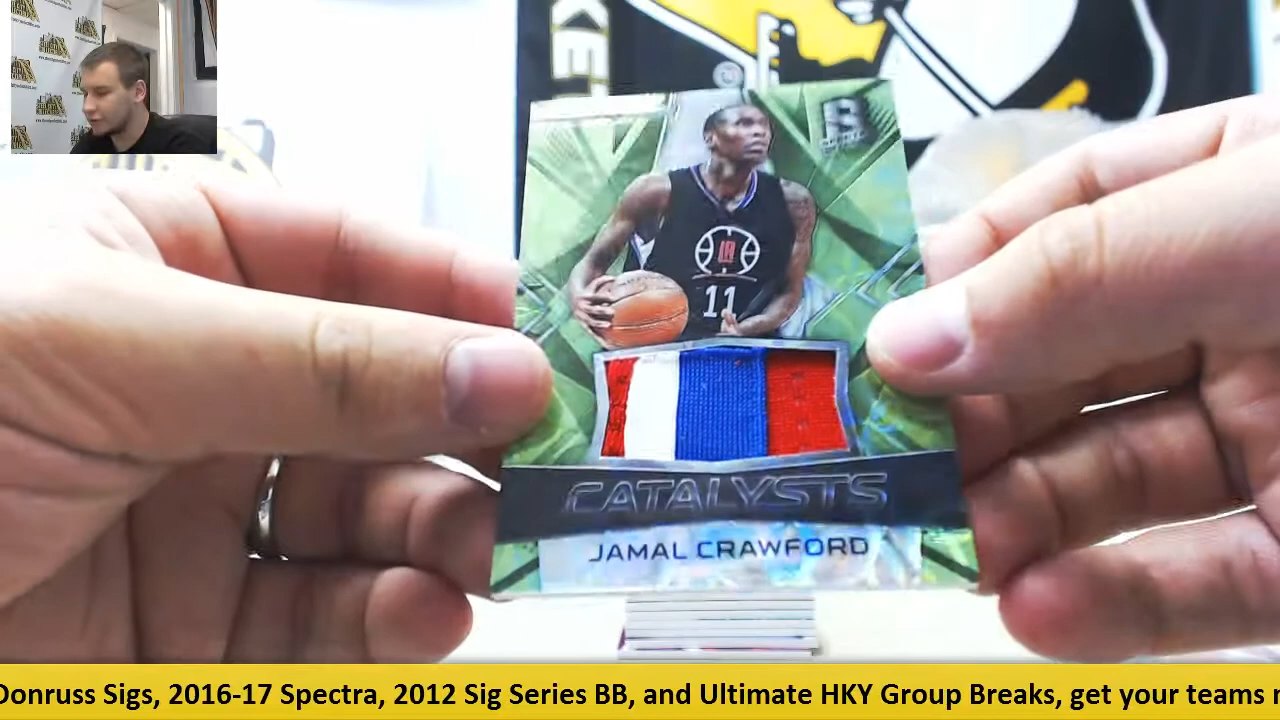 11
CATALYSTS
JAMAL CRAWFORD
Donruss Sigs, 2016-17 Spectra, 2012 Sig Series BB, and Ultimate HKY Group Breaks, get your teams